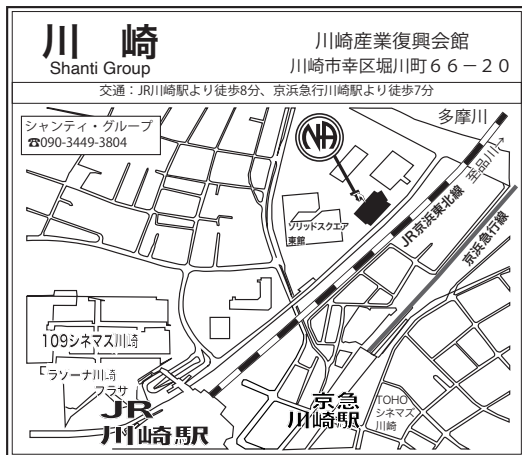 川崎
Shanti Group
川崎産業復興会館
川崎市幸区堀川町６６－２０
交通：JR川崎駅より徒歩8分、京浜急行川崎駅より徒歩7分
シャンティ・グループ
☎090-3449-3804
多摩川
至品川→
NA
JR京浜東北線
京浜急行線
ソリッドスクエア
東館
109シネマズ川崎
ラゾーナ川崎
プラザ
JR
川崎駅
京急
川崎駅
TOHO
シネマズ
川崎